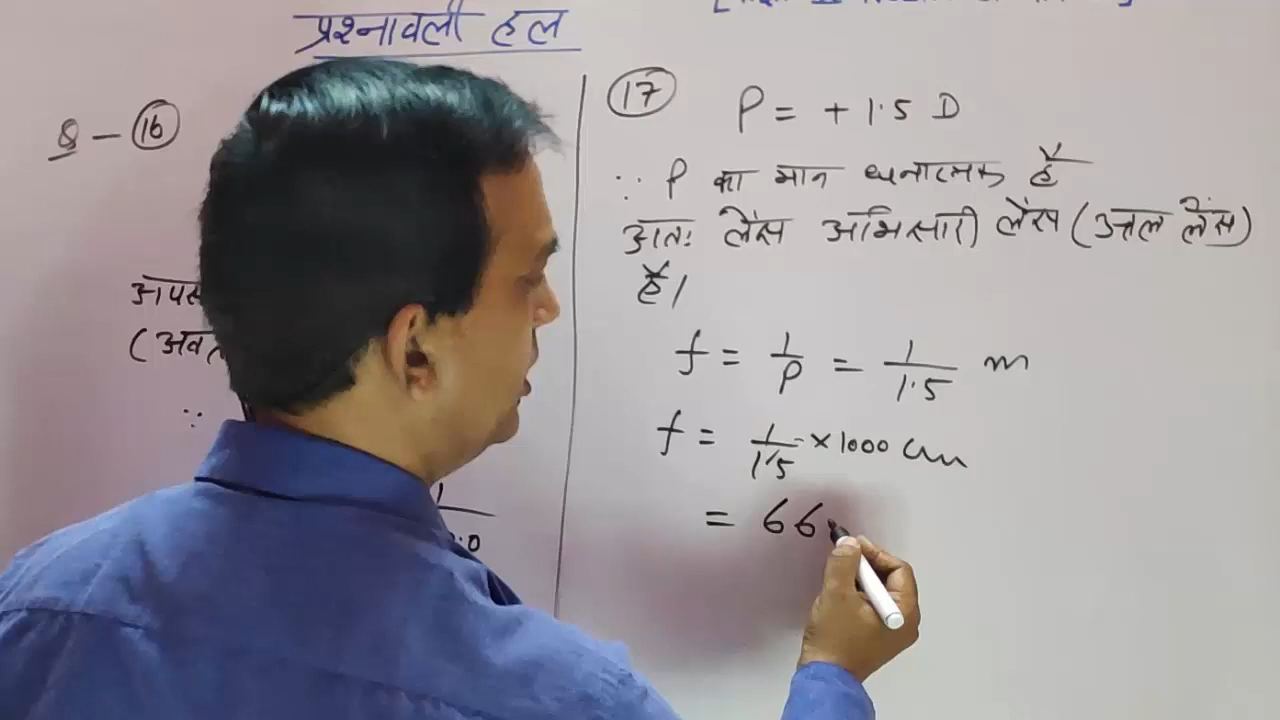 प्रश्नावली हल
Q - 16
(अव
∵
17 P = + 1.5 D
∵ P का मान धनात्मक है
अतः लेंस अभिसारी लेंस (उत्तल लेंस)
है।
f = 1/P = 1/1.5 m
f = 1/1.5 × 1000 cm
= 66.